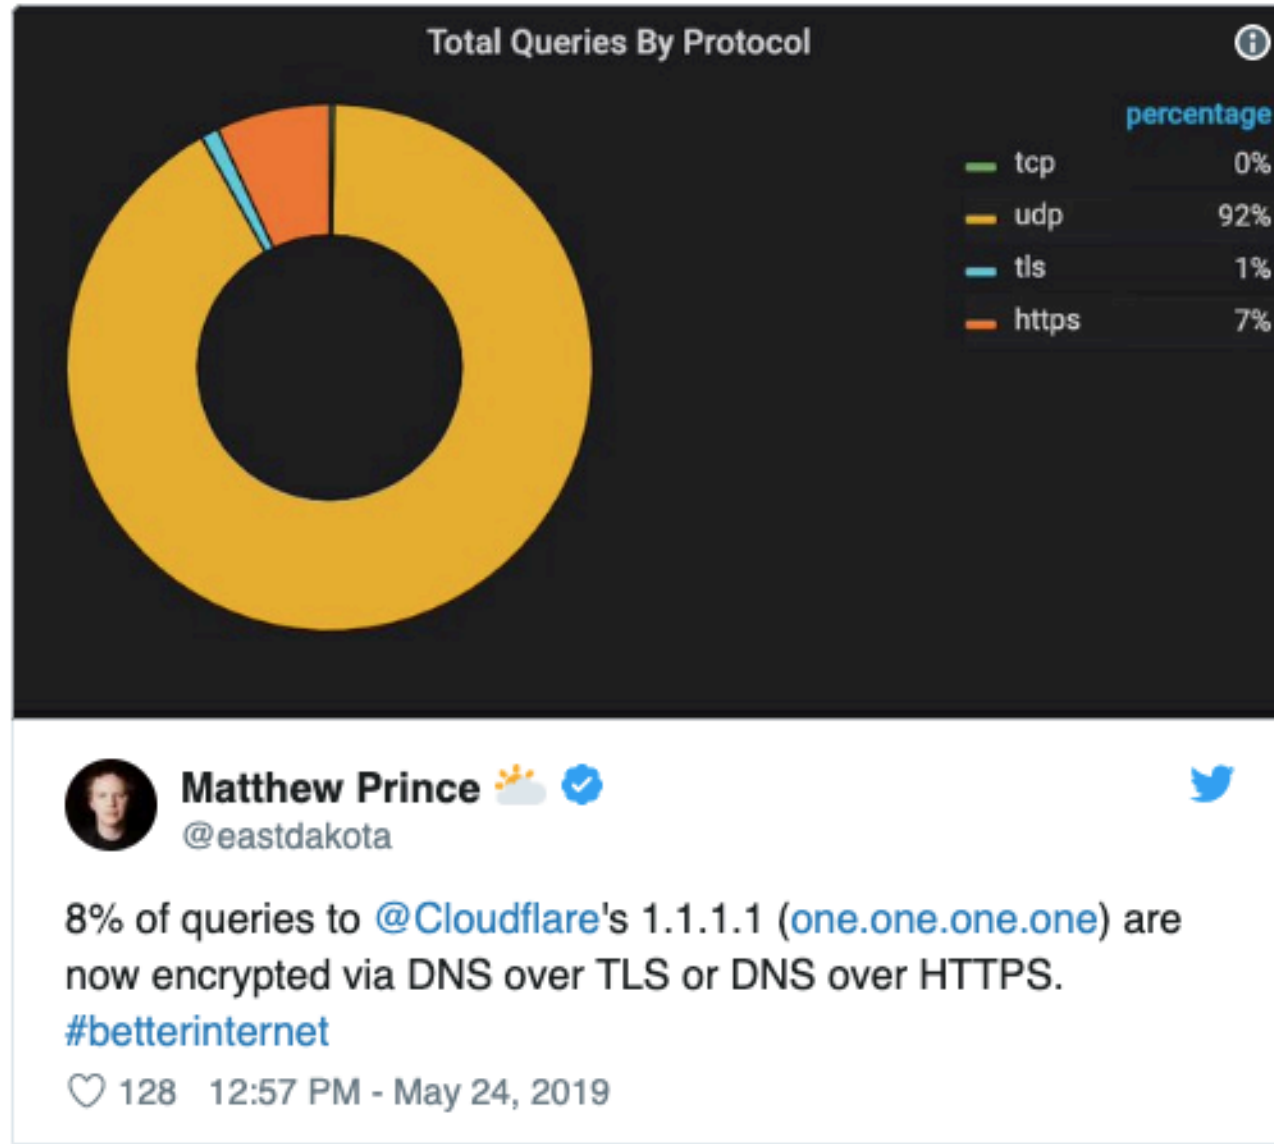 Total Queries By Protocol
percentage
tcp 0%
udp 92%
tls 1%
https 7%
Matthew Prince
@eastdakota
8% of queries to @Cloudflare's 1.1.1.1 (one.one.one.one) are
now encrypted via DNS over TLS or DNS over HTTPS.
#betterinternet
128 12:57 PM - May 24, 2019